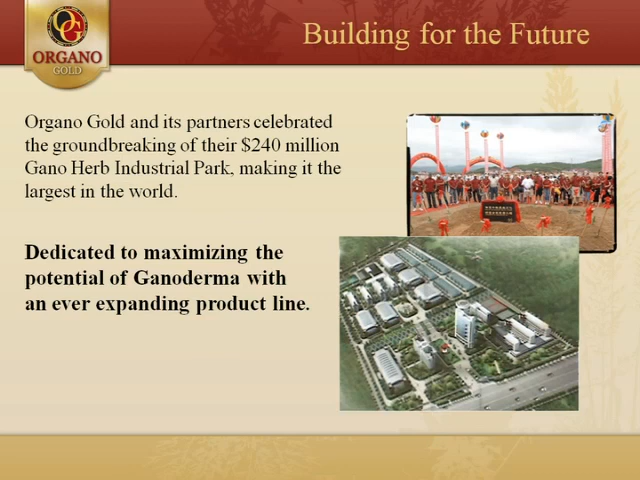 OG
ORGANO
GOLD
Building for the Future
Organo Gold and its partners celebrated
the groundbreaking of their $240 million
Gano Herb Industrial Park, making it the
largest in the world.
Dedicated to maximizing the
potential of Ganoderma with
an ever expanding product line.